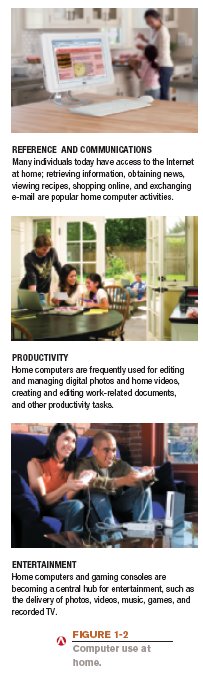 REFERENCE AND COMMUNICATIONS
Many individuals today have access to the Internet
at home; retrieving information, obtaining news,
viewing recipes, shopping online, and exchanging
e-mail are popular home computer activities.
PRODUCTIVITY
Home computers are frequently used for editing
and managing digital photos and home videos,
creating and editing work-related documents,
and other productivity tasks.
ENTERTAINMENT
Home computers and gaming consoles are
becoming a central hub for entertainment, such as
the delivery of photos, videos, music, games, and
recorded TV.
FIGURE 1-2
Computer use at
home.